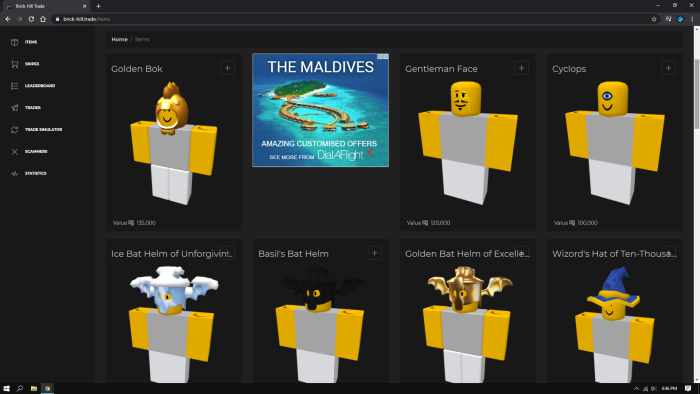 Brick Hill Trade
brick-hill.trade/items
ITEMS
SNIPES
LEADERBOARD
TRADES
TRADE SIMULATOR
SCAMMERS
STATISTICS
Home / Items
Golden Bok
Value 135,000
THE MALDIVES
AMAZING CUSTOMISED OFFERS
SEE MORE FROM DialAFlight
Gentleman Face
Value 120,000
Cyclops
Value 100,000
Ice Bat Helm of Unforgivin...
Basil's Bat Helm
Golden Bat Helm of Excelle...
Wizord's Hat of Ten-Thousa...
4:46 PM